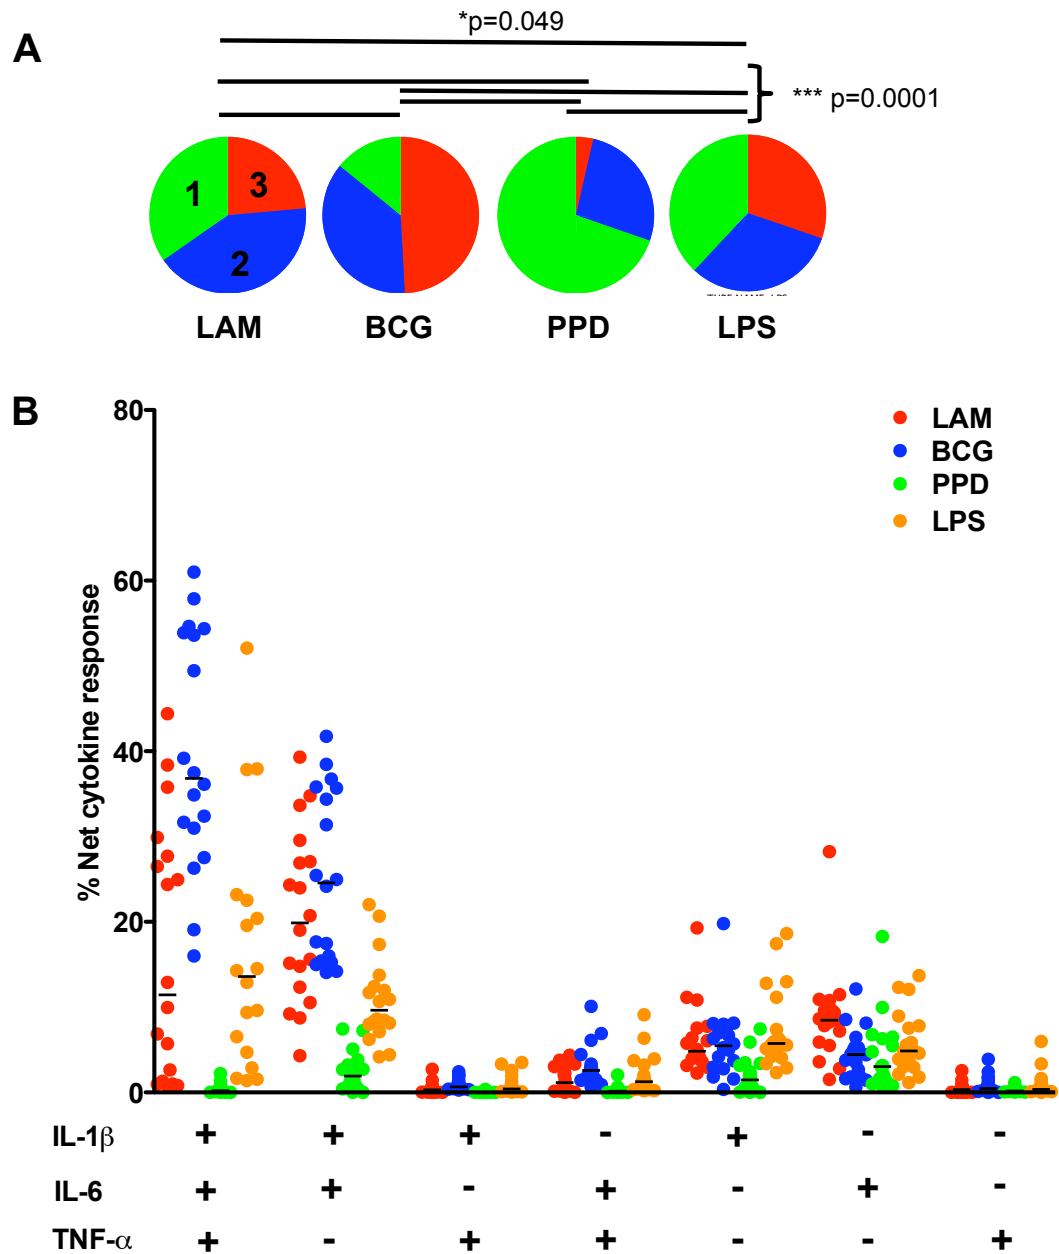 *p=0.049
A
*** p=0.0001
1 3
2
LAM BCG PPD LPS
B
80
LAM
BCG
PPD
LPS
60
% Net cytokine response
40
20
0
IL-1β + + + - + - -
IL-6 + + - + - + -
TNF-α + - + + - - +